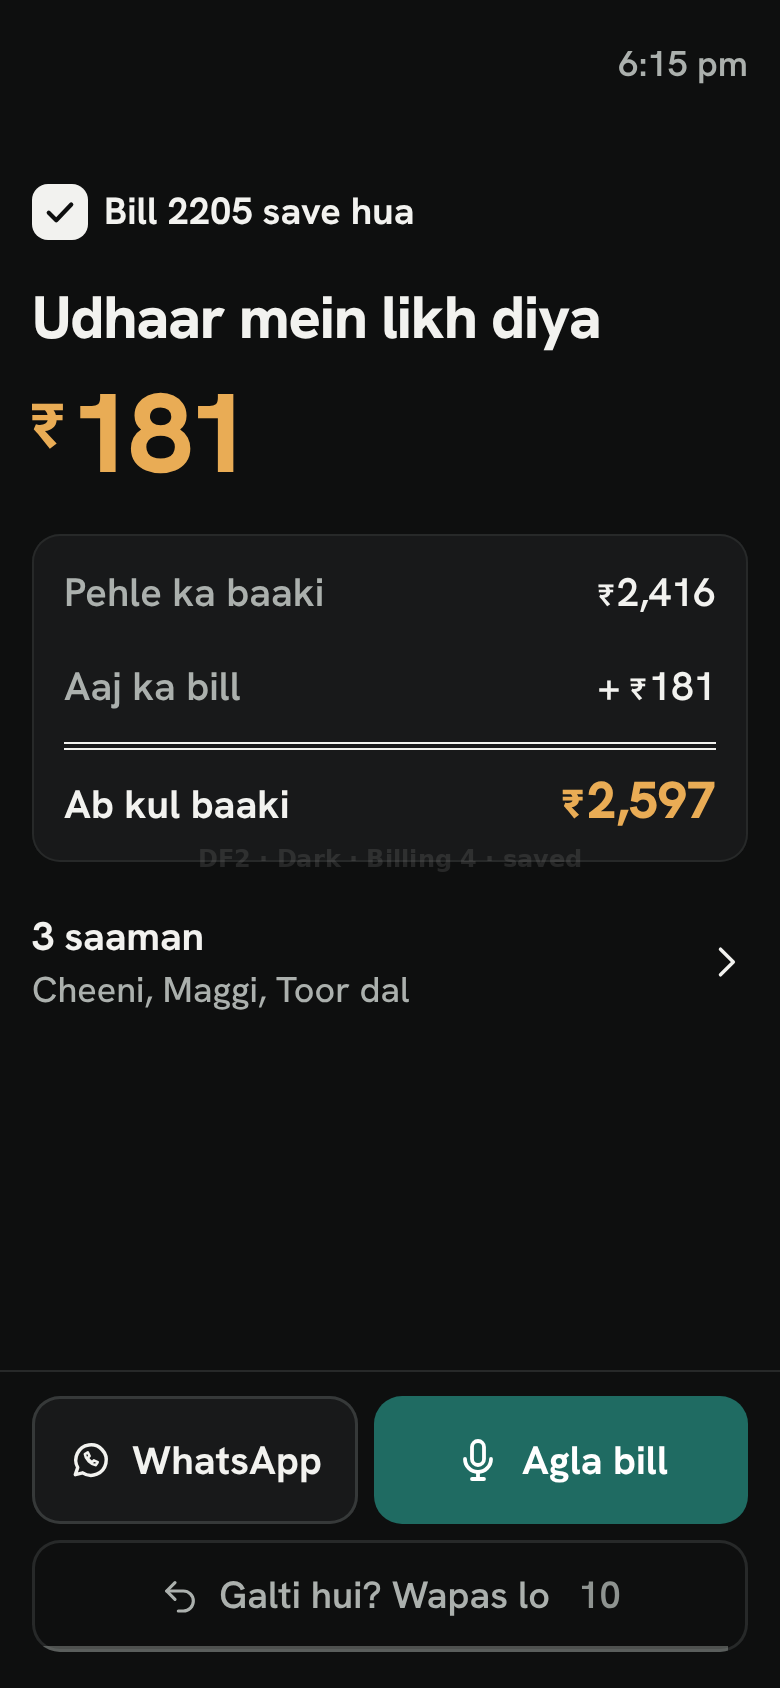 6:15 pm
Bill 2205 save hua
Udhaar mein likh diya
₹181
Pehle ka baaki ₹2,416
Aaj ka bill + ₹181
Ab kul baaki ₹2,597
DF2 · Dark · Billing 4 · saved
3 saaman
Cheeni, Maggi, Toor dal
WhatsApp Agla bill
Galti hui? Wapas lo 10